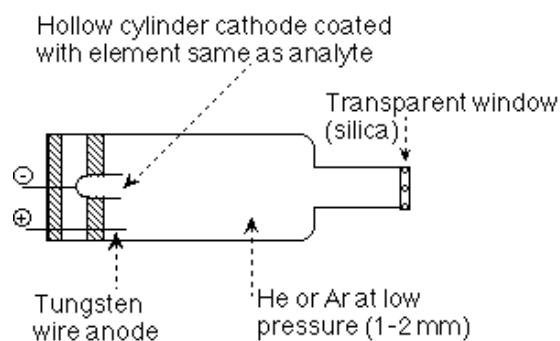 Hollow cylinder cathode coated
with element same as analyte
Transparent window
(silica)
-
+
Tungsten
wire anode
He or Ar at low
pressure (1-2 mm)